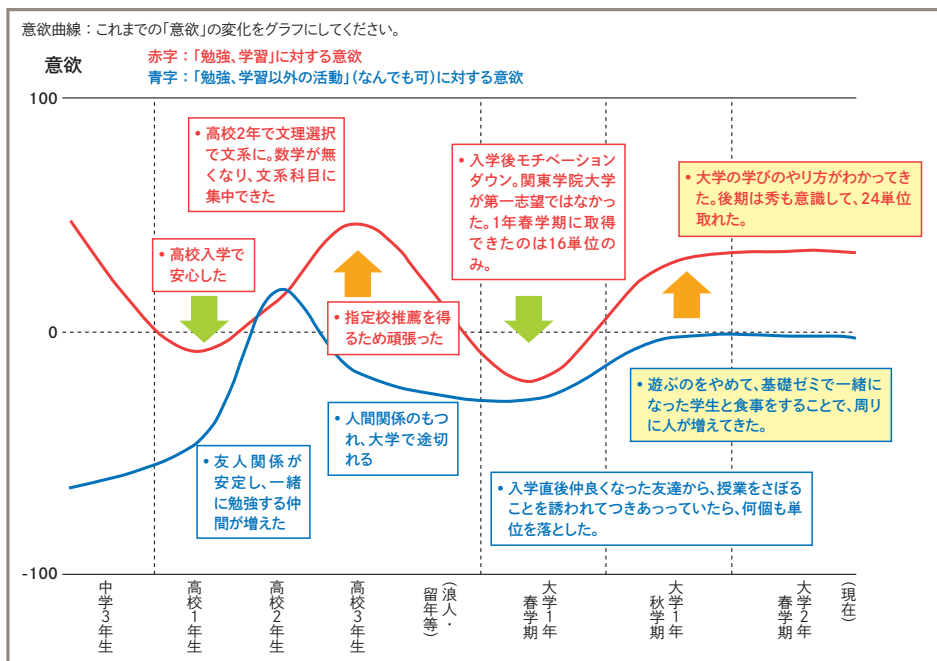 意欲曲線：これまでの「意欲」の変化をグラフにしてください。
意欲
赤字：「勉強、学習」に対する意欲
青字：「勉強、学習以外の活動」（なんでも可）に対する意欲
100
0
-100
• 高校2年で文理選択
で文系に。数学が無
くなり、文系科目に
集中できた
• 入学後モチベーション
ダウン。関東学院大学
が第一志望ではなかっ
た。1年春学期に取得
できたのは16単位の
み。
• 大学の学びのやり方がわかってき
た。後期は秀も意識して、24単位
取れた。
• 高校入学で
安心した
• 指定校推薦を得
るため頑張った
• 遊ぶのをやめて、基礎ゼミで一緒に
なった学生と食事をすることで、周り
に人が増えてきた。
• 人間関係のもつ
れ、大学で途切
れる
• 友人関係が
安定し、一緒
に勉強する仲
間が増えた
• 入学直後仲良くなった友達から、授業をさぼる
ことを誘われてつきあっっていたら、何個も単
位を落とした。
中学3年生
高校1年生
高校2年生
高校3年生
（浪人・
留年等）
大学1年
春学期
大学1年
秋学期
大学2年
春学期
（現在）